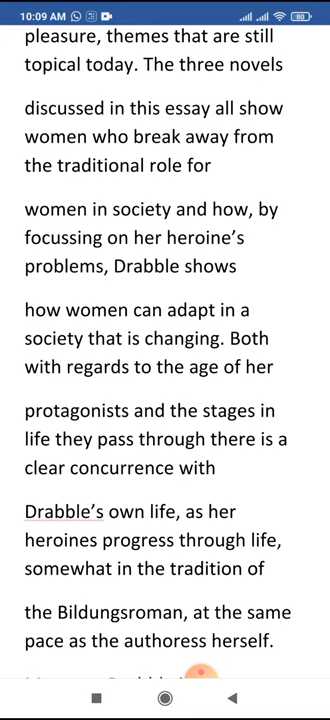 10:09 AM
80
pleasure, themes that are still
topical today. The three novels
discussed in this essay all show
women who break away from
the traditional role for
women in society and how, by
focussing on her heroine’s
problems, Drabble shows
how women can adapt in a
society that is changing. Both
with regards to the age of her
protagonists and the stages in
life they pass through there is a
clear concurrence with
Drabble’s own life, as her
heroines progress through life,
somewhat in the tradition of
the Bildungsroman, at the same
pace as the authoress herself.